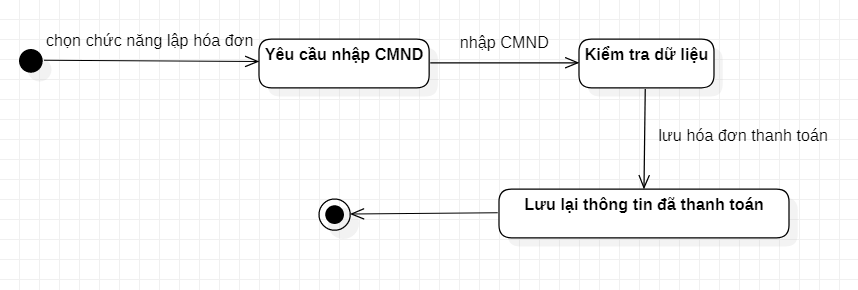 chọn chức năng lập hóa đơn
Yêu cầu nhập CMND
nhập CMND
Kiểm tra dữ liệu
lưu hóa đơn thanh toán
Lưu lại thông tin đã thanh toán